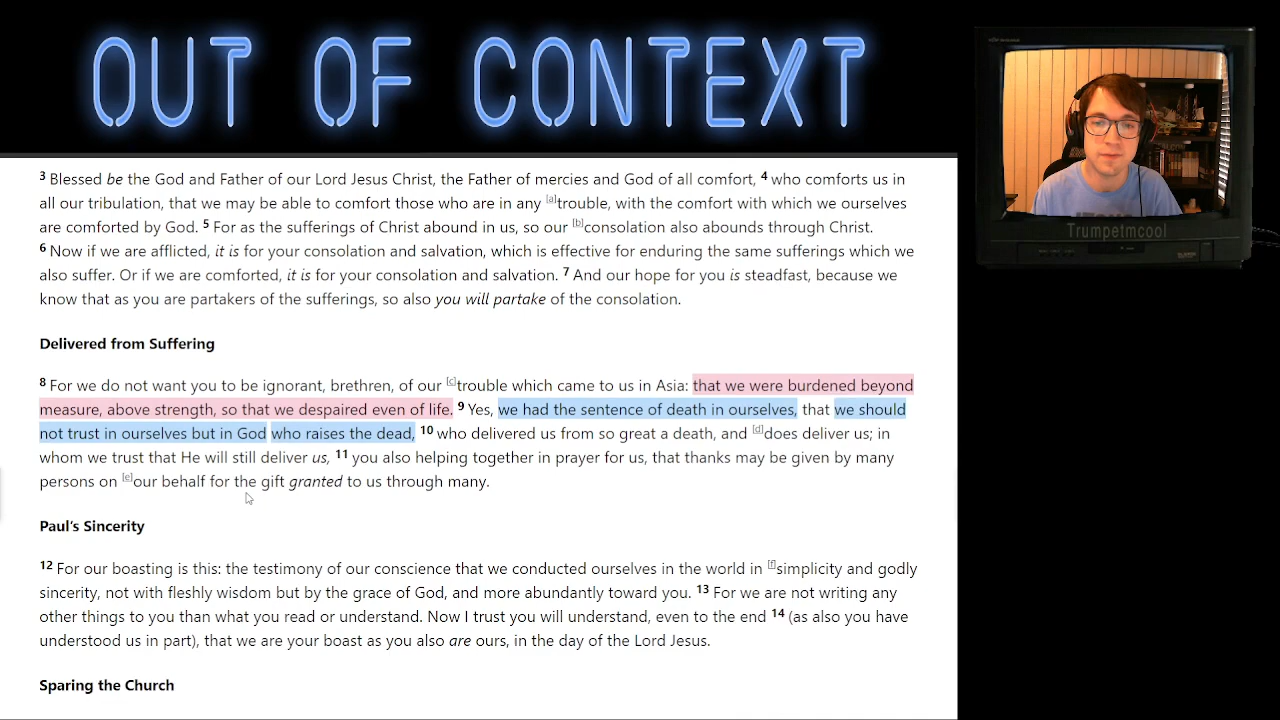 OUT OF CONTEXT
Trumpetmcool
3 Blessed be the God and Father of our Lord Jesus Christ, the Father of mercies and God of all comfort, 4 who comforts us in
all our tribulation, that we may be able to comfort those who are in any [a]trouble, with the comfort with which we ourselves
are comforted by God. 5 For as the sufferings of Christ abound in us, so our [b]consolation also abounds through Christ.
6 Now if we are afflicted, it is for your consolation and salvation, which is effective for enduring the same sufferings which we
also suffer. Or if we are comforted, it is for your consolation and salvation. 7 And our hope for you is steadfast, because we
know that as you are partakers of the sufferings, so also you will partake of the consolation.
Delivered from Suffering
8 For we do not want you to be ignorant, brethren, of our [c]trouble which came to us in Asia: that we were burdened beyond
measure, above strength, so that we despaired even of life. 9 Yes, we had the sentence of death in ourselves, that we should
not trust in ourselves but in God who raises the dead, 10 who delivered us from so great a death, and [d]does deliver us; in
whom we trust that He will still deliver us, 11 you also helping together in prayer for us, that thanks may be given by many
persons on [e]our behalf for the gift granted to us through many.
Paul's Sincerity
12 For our boasting is this: the testimony of our conscience that we conducted ourselves in the world in [f]simplicity and godly
sincerity, not with fleshly wisdom but by the grace of God, and more abundantly toward you. 13 For we are not writing any
other things to you than what you read or understand. Now I trust you will understand, even to the end 14 (as also you have
understood us in part), that we are your boast as you also are ours, in the day of the Lord Jesus.
Sparing the Church